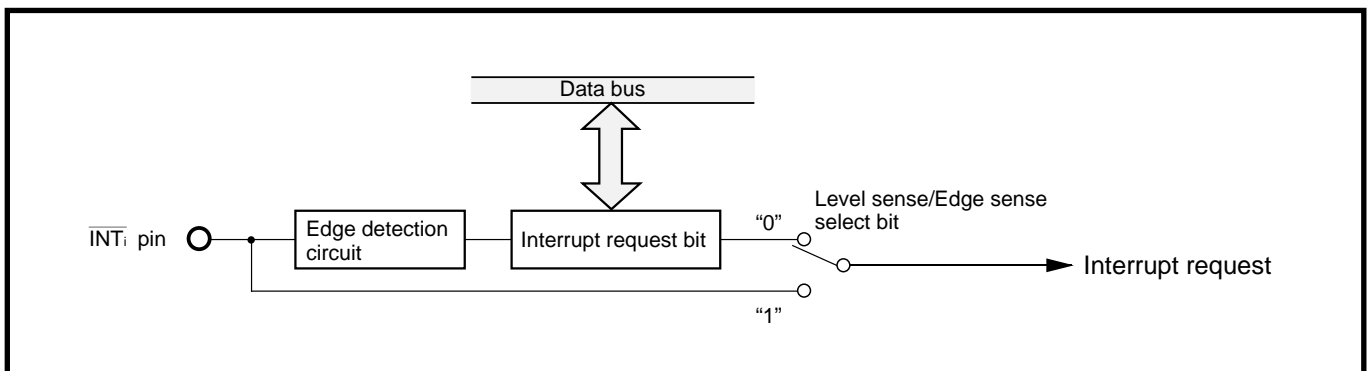 Data bus
Level sense/Edge sense
select bit
“0”
INTi pin
Edge detection
circuit
Interrupt request bit
Interrupt request
“1”